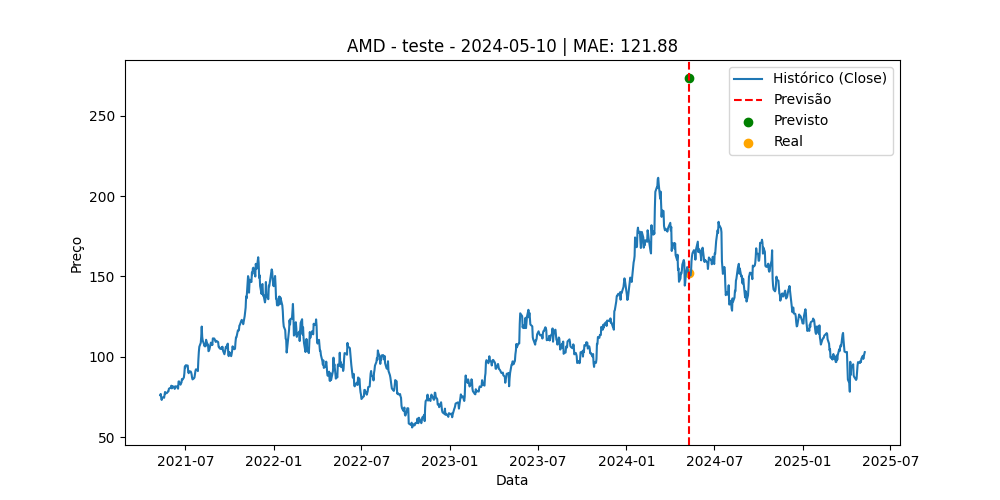 AMD - teste - 2024-05-10 | MAE: 121.88
Histórico (Close)
Previsão
Previsto
Real
Preço
250
200
150
100
50
2021-07 2022-01 2022-07 2023-01 2023-07 2024-01 2024-07 2025-01 2025-07
Data